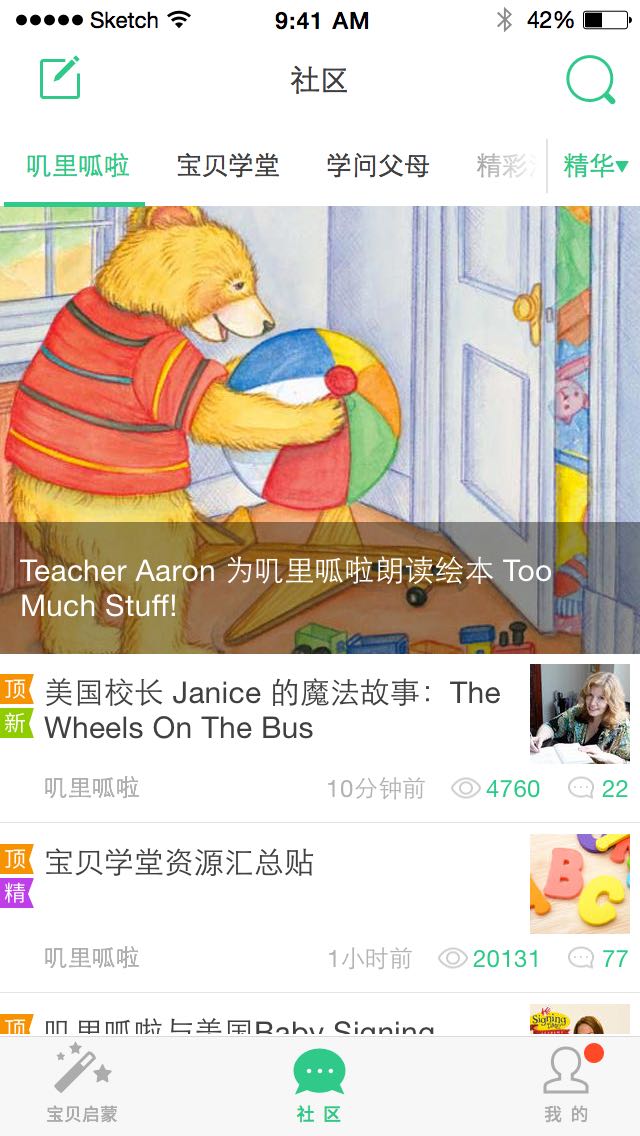 Sketch 9:41 AM 42%
社区
叽里呱啦 宝贝学堂 学问父母 精彩 精华▾
Teacher Aaron 为叽里呱啦朗读绘本 Too
Much Stuff!
顶 美国校长 Janice 的魔法故事：The
新 Wheels On The Bus
叽里呱啦 10分钟前 4760 22
顶 宝贝学堂资源汇总贴
精
ABC
叽里呱啦 1小时前 20131 77
顶 叽里呱啦与美国Baby Signing
Signing
宝贝启蒙 社区 我的